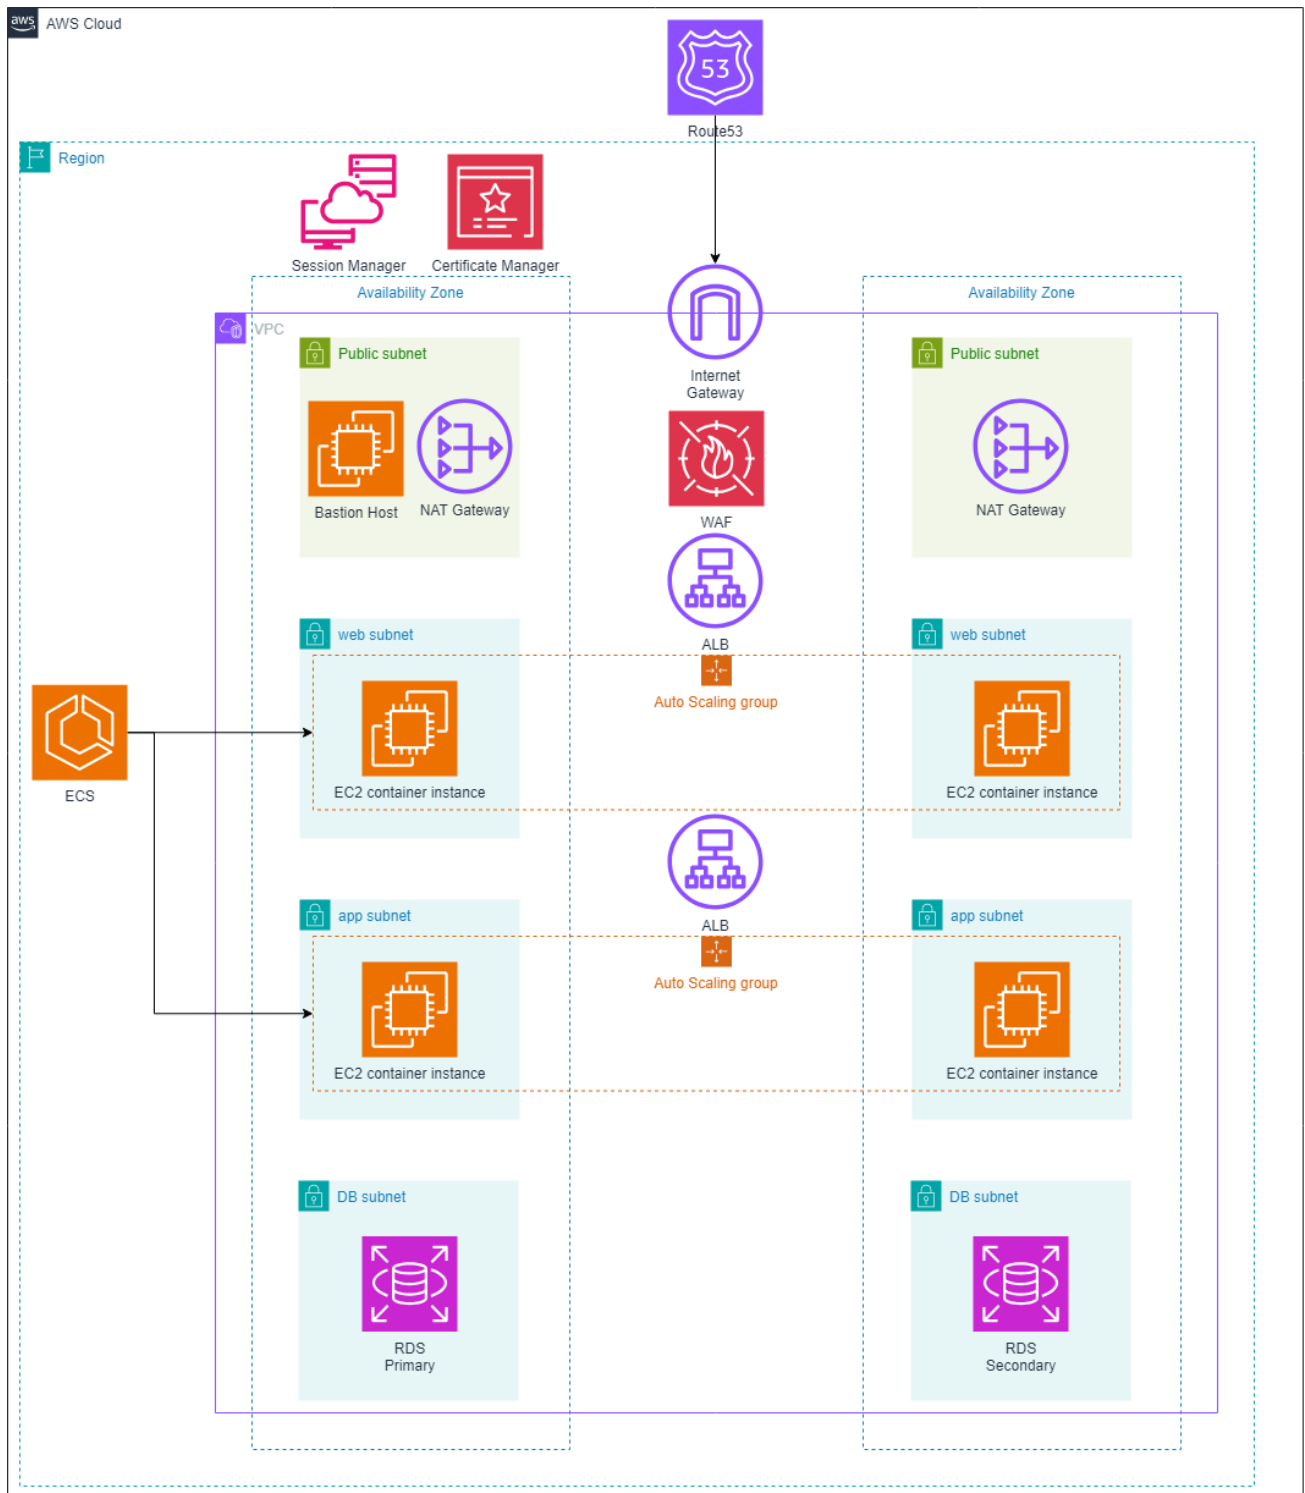 aws
AWS Cloud
53
Route53
Region
Session Manager
Certificate Manager
Availability Zone
Availability Zone
VPC
Internet
Gateway
Public subnet
Public subnet
Bastion Host
NAT Gateway
NAT Gateway
WAF
ALB
web subnet
web subnet
Auto Scaling group
EC2 container instance
EC2 container instance
ECS
ALB
app subnet
app subnet
Auto Scaling group
EC2 container instance
EC2 container instance
DB subnet
DB subnet
RDS
Primary
RDS
Secondary